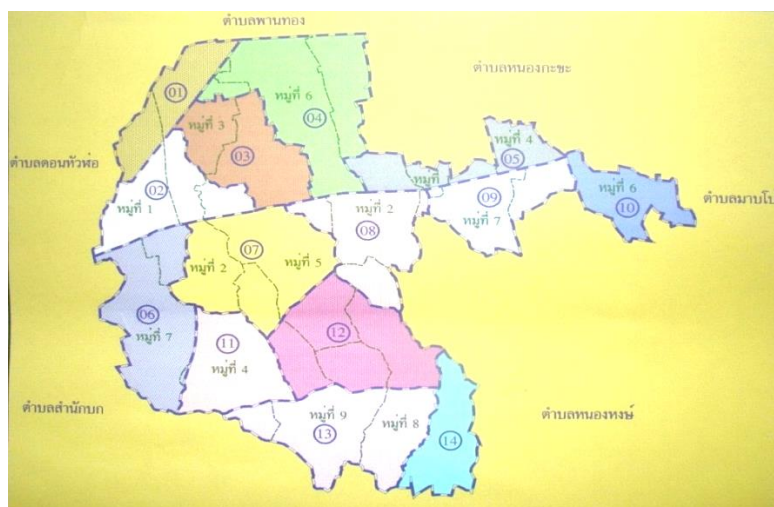 ตำบลพานทอง
ตำบลหนองกะขะ
01
หมู่ที่ 6
04
หมู่ที่ 3
หมู่ที่ 4
03
05
ตำบลดอนหัวฬ่อ
02
หมู่ที่
09
หมู่ที่ 6
หมู่ที่ 1
หมู่ที่ 2
10
หมู่ที่ 7
08
07
หมู่ที่ 2
หมู่ที่ 5
06
12
หมู่ที่ 7
11
หมู่ที่ 4
ตำบลสำนักบก
หมู่ที่ 9
หมู่ที่ 8
ตำบลหนองหงษ์
13
14